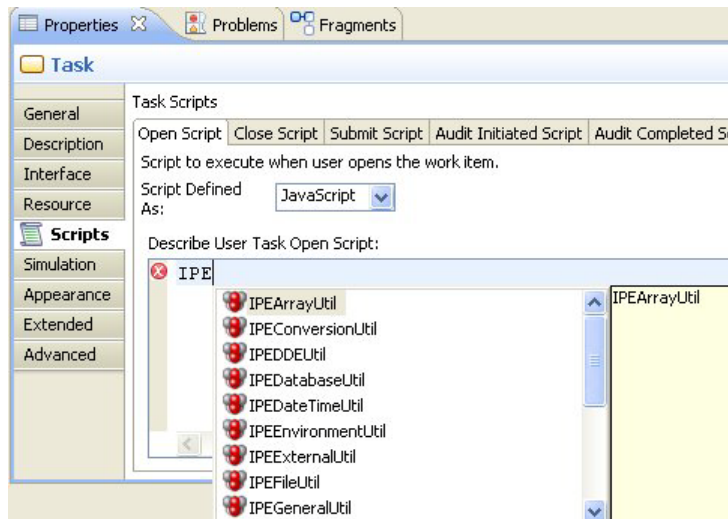 Properties Problems Fragments
Task
General
Description
Interface
Resource
Scripts
Simulation
Appearance
Extended
Advanced
Task Scripts
Open Script Close Script Submit Script Audit Initiated Script Audit Completed
Script to execute when user opens the work item.
Script Defined
As:
JavaScript
Describe User Task Open Script:
IPE
IPEArrayUtil
IPEConversionUtil
IPEDDEUtil
IPEDatabaseUtil
IPEDateTimeUtil
IPEEnvironmentUtil
IPEExternalUtil
IPEFileUtil
IPEGeneralUtil
IPEArrayUtil